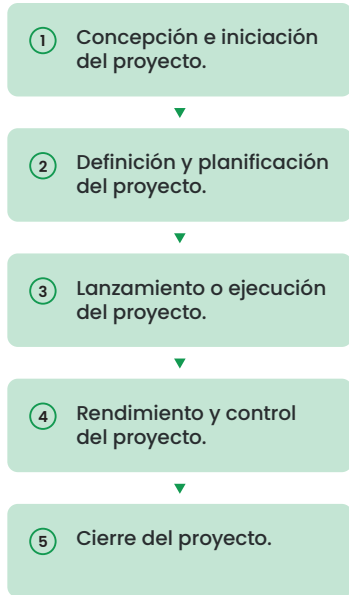 1 Concepción e iniciación
del proyecto.
2 Definición y planificación
del proyecto.
3 Lanzamiento o ejecución
del proyecto.
4 Rendimiento y control
del proyecto.
5 Cierre del proyecto.